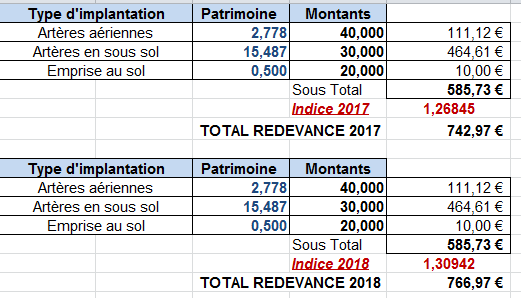 Type d'implantation Patrimoine Montants
Artères aériennes 2,778 40,000 111,12 €
Artères en sous sol 15,487 30,000 464,61 €
Emprise au sol 0,500 20,000 10,00 €
Sous Total 585,73 €
Indice 2017 1,26845
TOTAL REDEVANCE 2017 742,97 €
Type d'implantation Patrimoine Montants
Artères aériennes 2,778 40,000 111,12 €
Artères en sous sol 15,487 30,000 464,61 €
Emprise au sol 0,500 20,000 10,00 €
Sous Total 585,73 €
Indice 2018 1,30942
TOTAL REDEVANCE 2018 766,97 €